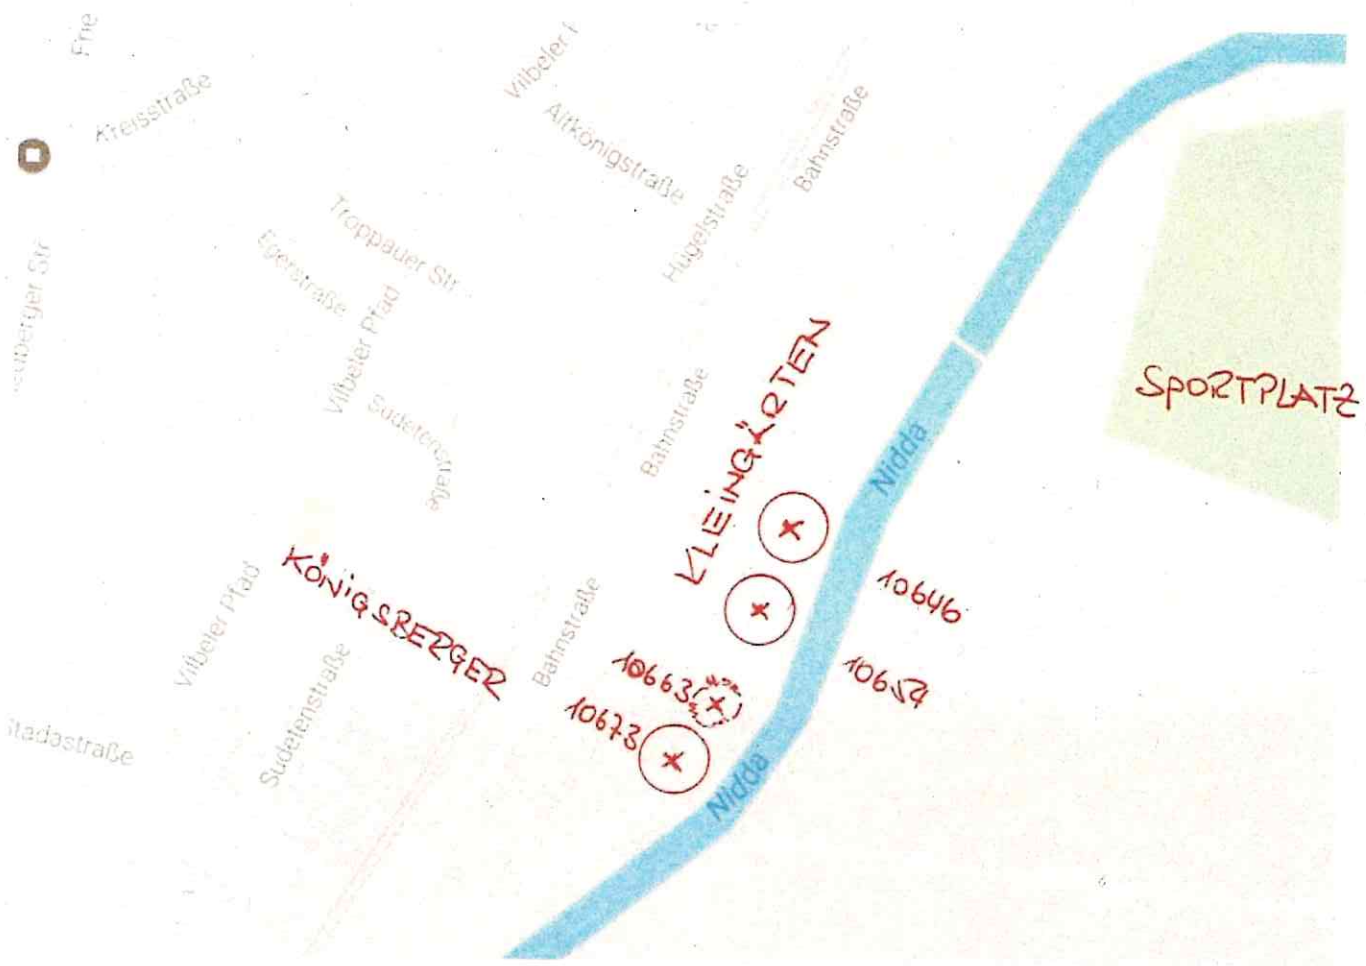 Frie
Kreisstraße
Vilbeler
Altkönigstraße
Bahnstraße
Hügelstraße
Troppauer Str
Egerstraße
Vilbeler Pfad
Sudetenstraße
Bahnstraße
KLEINGÄRTEN
SPORTPLATZ
Nidda
KÖNIGSBERGER
Vilbeler Pfad
Bahnstraße
10646
10654
10663
10673
Sudetenstraße
Nidda